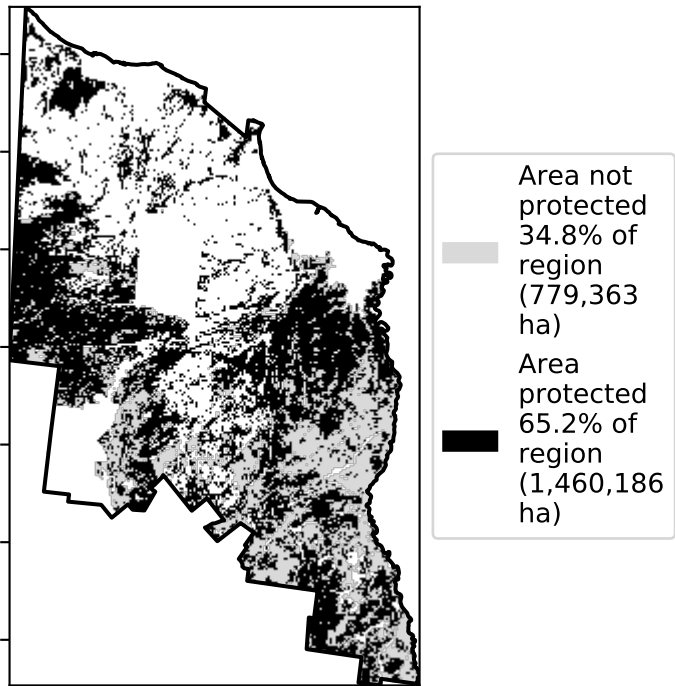 Area not
protected
34.8% of
region
(779,363
ha)
Area
protected
65.2% of
region
(1,460,186
ha)